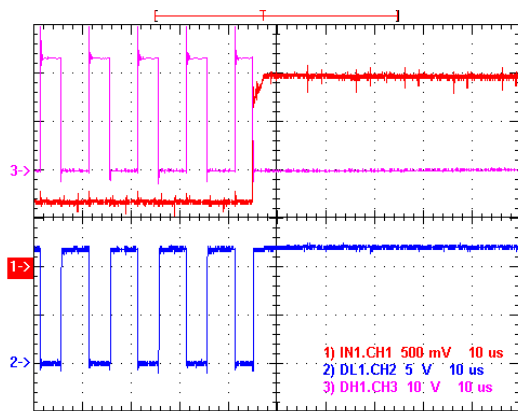 3->
1->
2->
1) IN1.CH1 500 mV 10 us
2) DL1.CH2 5 V 10 us
3) DH1.CH3 10 V 10 us